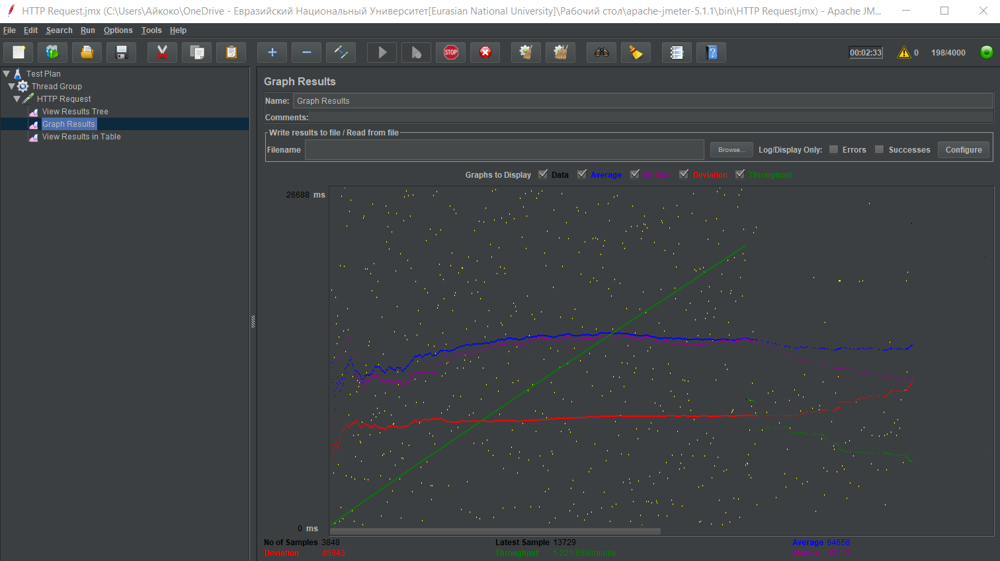 HTTP Request.jmx (C:\Users\Айкоко\OneDrive - Евразийский Национальный Университет[Eurasian National University]\Рабочий стол\apache-jmeter-5.1.1\bin\HTTP Request.jmx) - Apache JM...
File Edit Search Run Options Tools Help
STOP 00:02:33 0 198/4000
Test Plan
Thread Group
HTTP Request
View Results Tree
Graph Results
View Results in Table
Graph Results
Name: Graph Results
Comments:
Write results to file / Read from file
Filename Browse... Log/Display Only: Errors Successes Configure
Graphs to Display Data Average Median Deviation Throughput
26688 ms
0 ms
No of Samples 3848 Latest Sample 13729 Average 64658
Deviation 45943 Throughput 1 221,658/minute Median